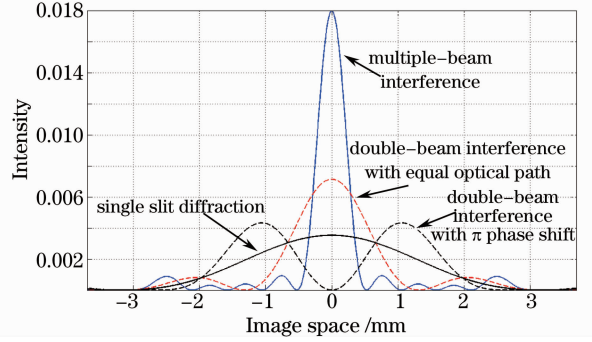 0.018
0.014
0.010
0.006
0.002
Intensity
multiple-beam
interference
double-beam interference
with equal optical path
double-beam
interference
with π phase shift
single slit diffraction
-3 -2 -1 0 1 2 3
Image space /mm